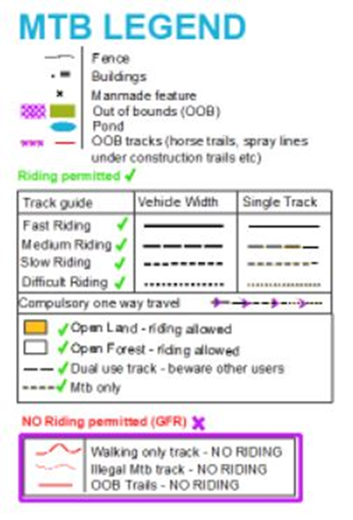 MTB LEGEND
Fence
Buildings
Manmade feature
Out of bounds (OOB)
Pond
OOB tracks (horse trails, spray lines
under construction trails etc)
Riding permitted
Track guide Vehicle Width Single Track
Fast Riding
Medium Riding
Slow Riding
Difficult Riding
Compulsory one way travel
Open Land - riding allowed
Open Forest - riding allowed
Dual use track - beware other users
Mtb only
NO Riding permitted (GFR)
Walking only track - NO RIDING
Illegal Mtb track - NO RIDING
OOB Trails - NO RIDING